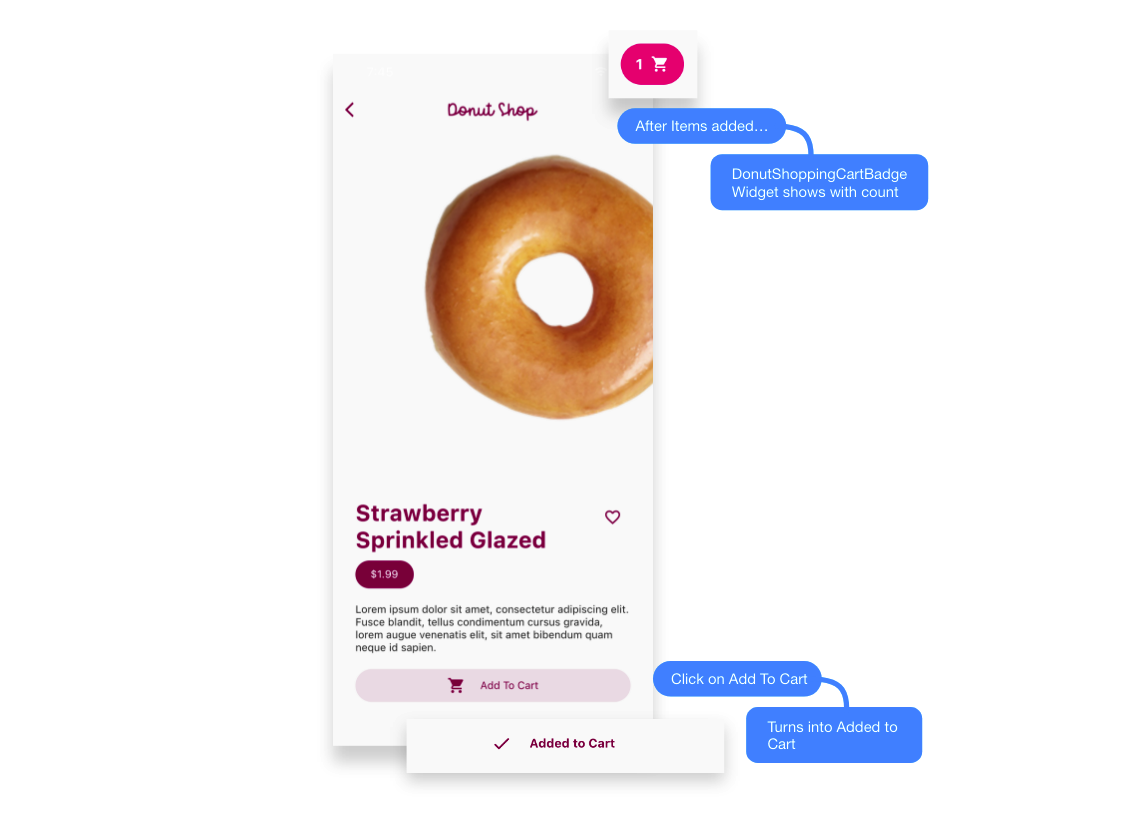 1
Donut Shop
After Items added...
DonutShoppingCartBadge
Widget shows with count
Strawberry
Sprinkled Glazed
$1.99
Lorem ipsum dolor sit amet, consectetur adipiscing elit.
Fusce blandit, tellus condimentum cursus gravida,
lorem augue venenatis elit, sit amet bibendum quam
neque id sapien.
Add To Cart
Click on Add To Cart
Turns into Added to
Cart
Added to Cart